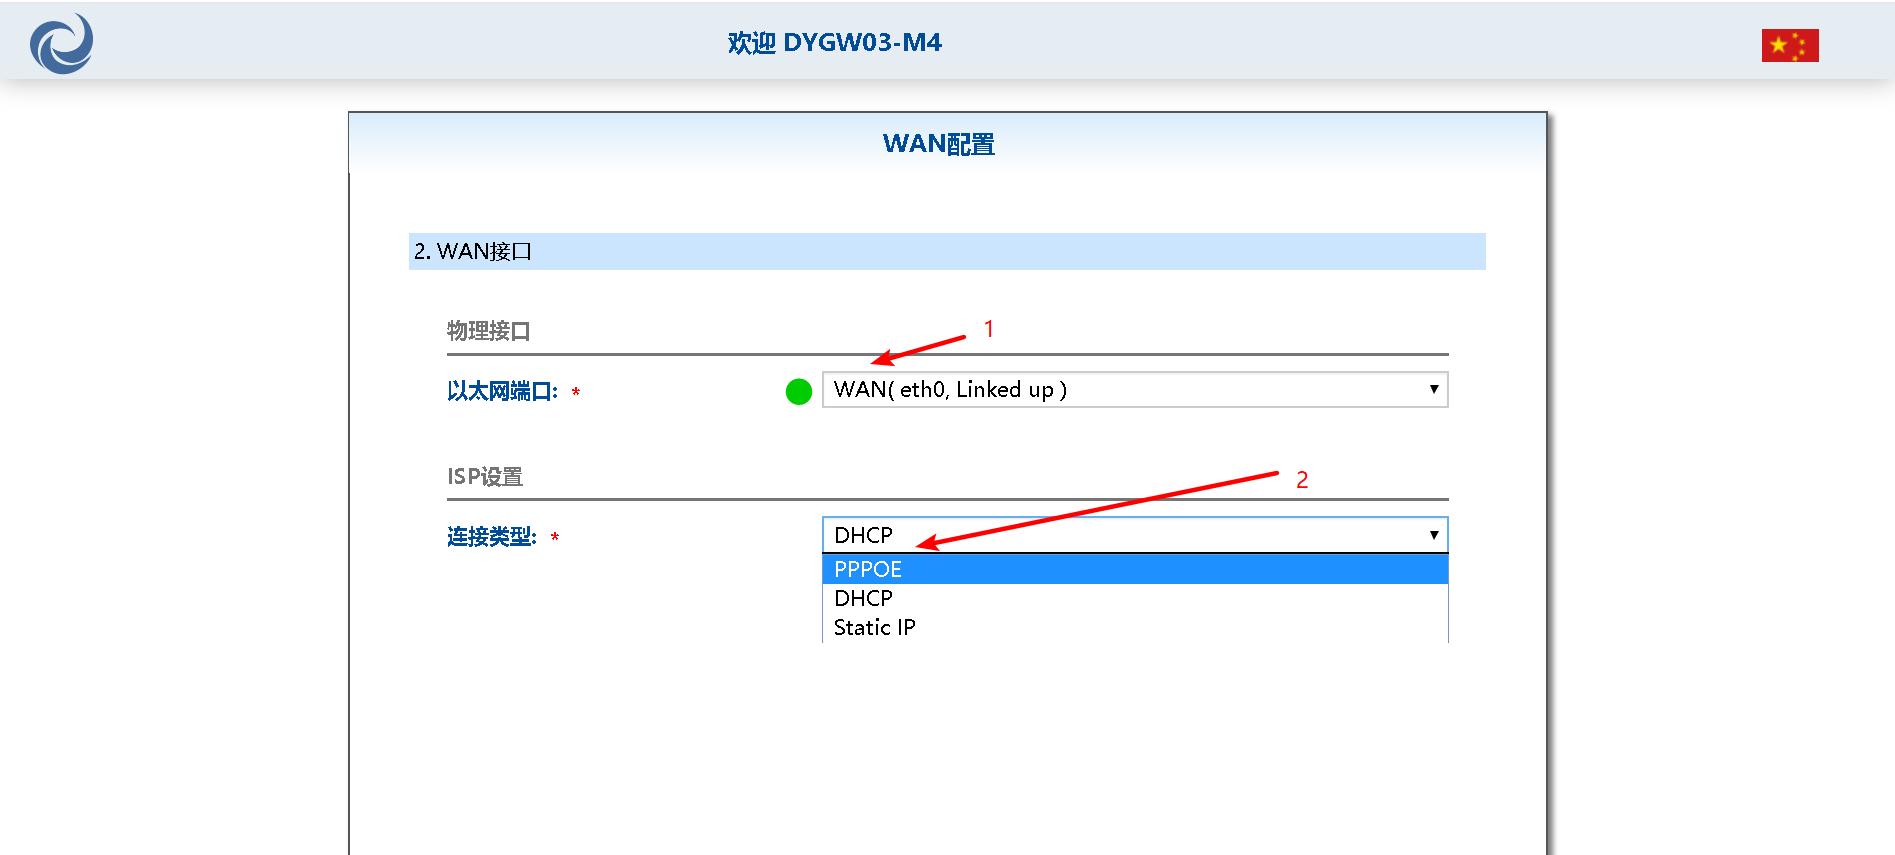 欢迎 DYGW03-M4
WAN配置
2. WAN接口
物理接口
1
以太网端口: *
WAN( eth0, Linked up )
ISP设置
2
连接类型: *
DHCP
PPPOE
DHCP
Static IP